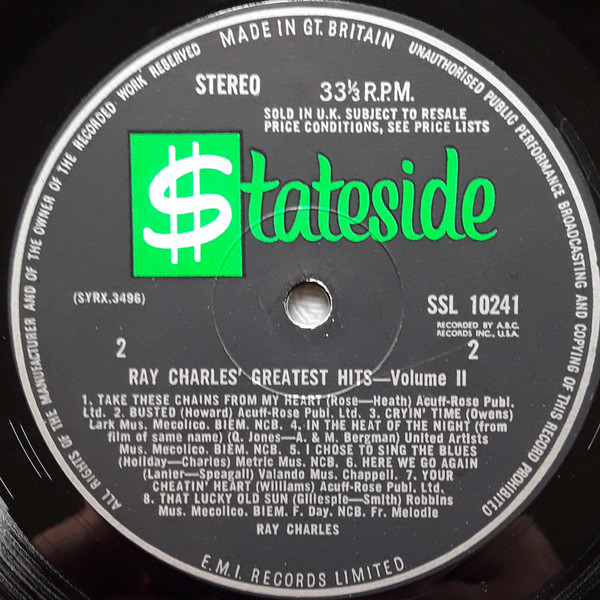 ALL RIGHTS OF THE MANUFACTURER AND OF THE OWNER OF THE RECORDED WORK RESERVED
MADE IN GT. BRITAIN
UNAUTHORISED PUBLIC PERFORMANCE BROADCASTING AND COPYING OF THIS RECORD PROHIBITED
STEREO 33⅓ R.P.M.
SOLD IN U.K. SUBJECT TO RESALE
PRICE CONDITIONS, SEE PRICE LISTS
$tateside
(SYRX.3496) SSL 10241
RECORDED BY A.B.C.
RECORDS INC., U.S.A.
2 2
RAY CHARLES' GREATEST HITS—Volume II
1. TAKE THESE CHAINS FROM MY HEART (Rose—Heath) Acuff-Rose Publ.
Ltd. 2. BUSTED (Howard) Acuff-Rose Publ. Ltd. 3. CRYIN' TIME (Owens)
Lark Mus. Mecolico. BIEM. NCB. 4. IN THE HEAT OF THE NIGHT (from
film of same name) (Q. Jones—A. & M. Bergman) United Artists
Mus. Mecolico. BIEM. NCB. 5. I CHOSE TO SING THE BLUES
(Holiday—Charles) Metric Mus. NCB. 6. HERE WE GO AGAIN
(Lanier—Speagall) Valando Mus. Chappell. 7. YOUR
CHEATIN' HEART (Williams) Acuff-Rose Publ. Ltd.
8. THAT LUCKY OLD SUN (Gillespie—Smith) Robbins
Mus. Mecolico. BIEM. F. Day. NCB. Fr. Melodie
RAY CHARLES
E.M.I. RECORDS LIMITED